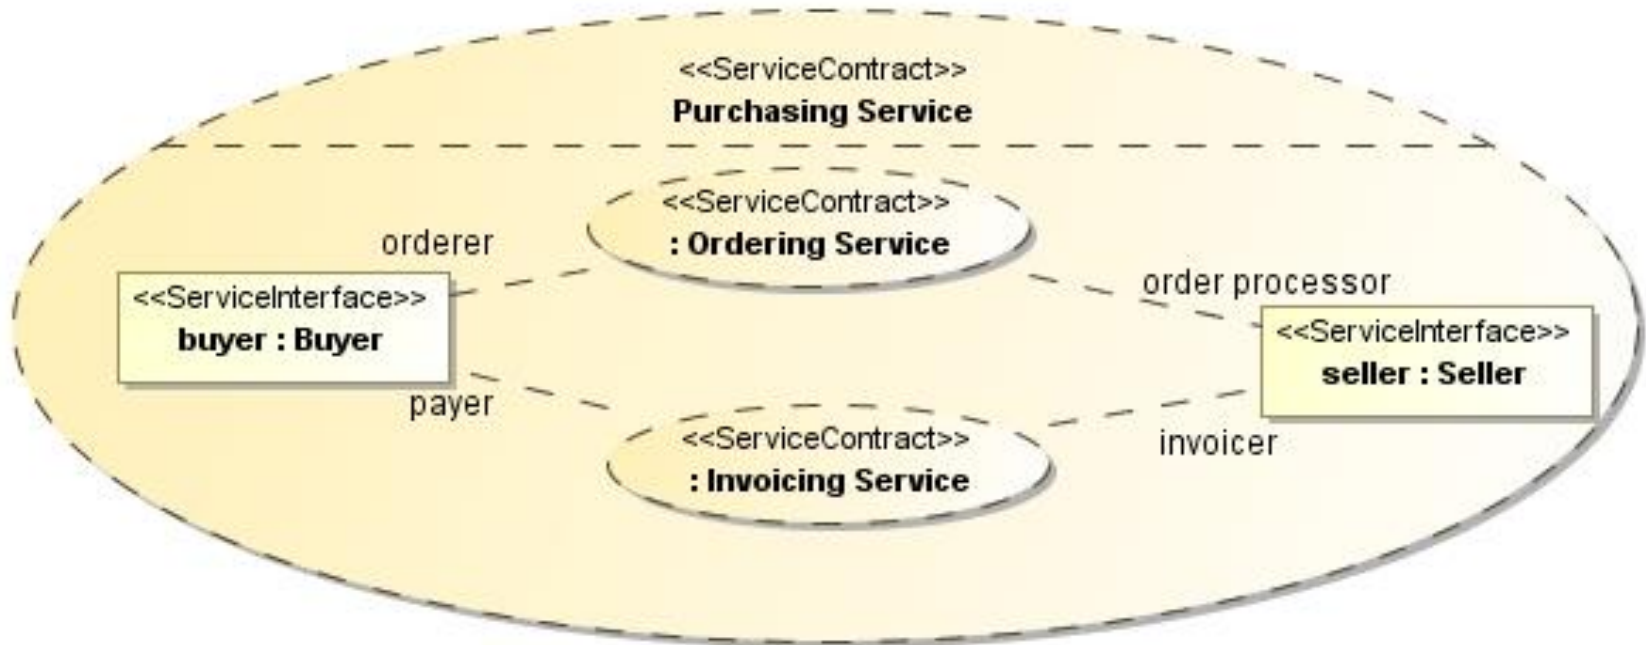 <<ServiceContract>>
Purchasing Service
<<ServiceContract>>
: Ordering Service
orderer
order processor
<<ServiceInterface>>
buyer : Buyer
<<ServiceInterface>>
seller : Seller
payer
<<ServiceContract>>
: Invoicing Service
invoicer